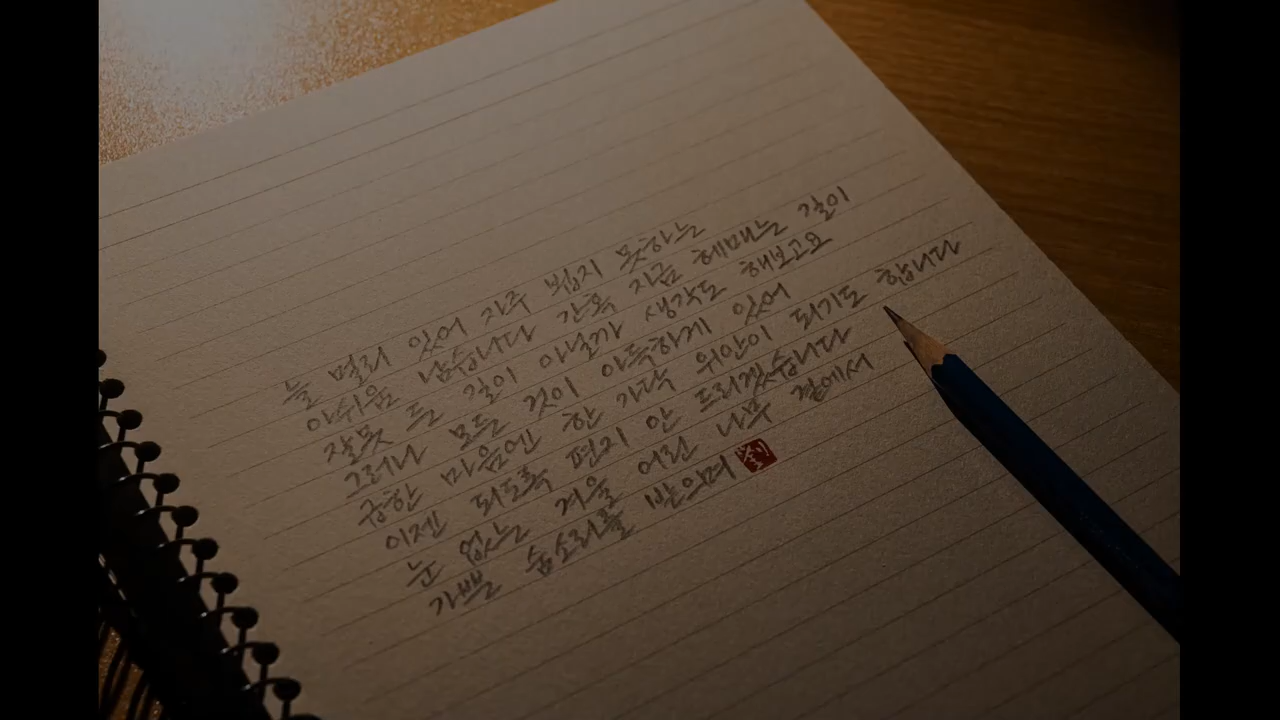 늘 멀리 있어 자주 뵙지 못하는
아쉬움 남습니다 간혹 지금 헤매는 길이
잘못 든 길이 아닐까 생각도 해보고요
그러나 모든 것이 아득하게 있어
급한 마음엔 한 가닥 위안이 되기도 합니다
이젠 되도록 편지 안 드리겠습니다
눈 없는 겨울 어린 나무 곁에서
가쁜 숨소리를 받으며